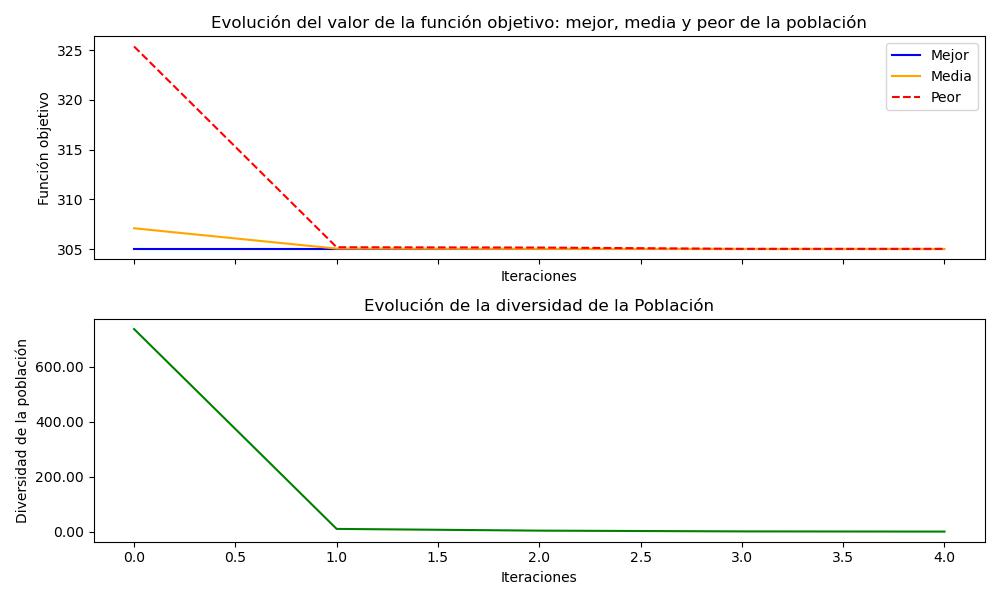 Evolución del valor de la función objetivo: mejor, media y peor de la población
Función objetivo
325
320
315
310
305
Mejor
Media
Peor
Iteraciones
Evolución de la diversidad de la Población
Diversidad de la población
600.00
400.00
200.00
0.00
0.0 0.5 1.0 1.5 2.0 2.5 3.0 3.5 4.0
Iteraciones